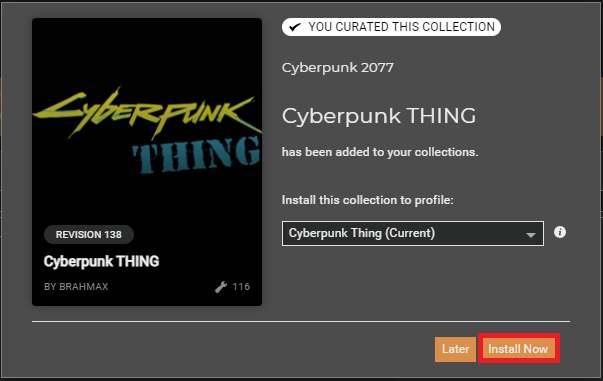 CYBERPUNK
THING
REVISION 138
Cyberpunk THING
BY BRAHMAX
116
YOU CURATED THIS COLLECTION
Cyberpunk 2077
Cyberpunk THING
has been added to your collections.
Install this collection to profile:
Cyberpunk Thing (Current)
Later
Install Now